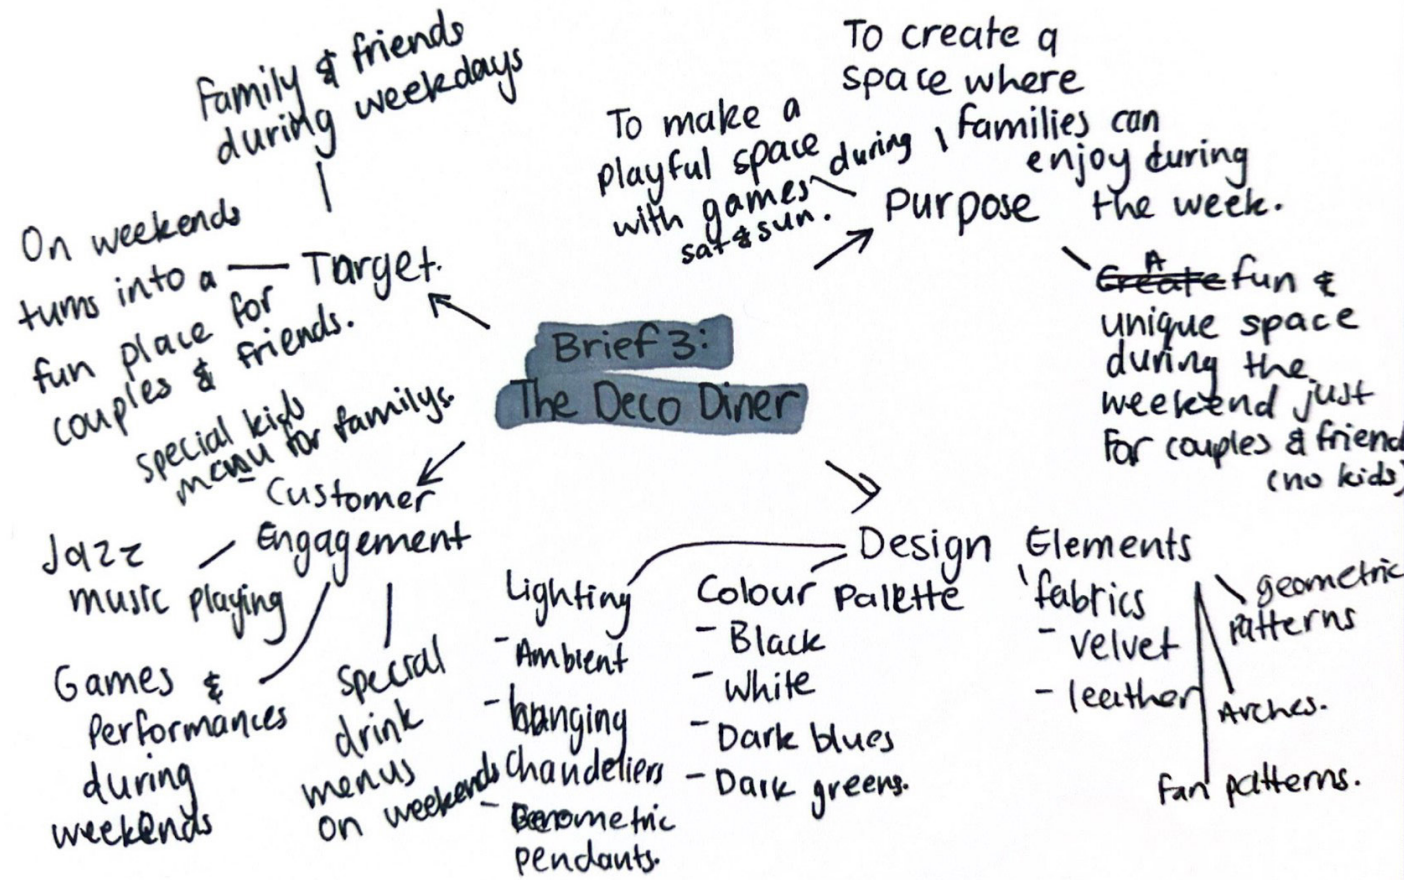 Brief 3:
The Deco Diner
Target.
family & friends
during weekdays
On weekends
turns into a
fun place for
couples & friends.
Purpose
To make a
playful space
with games during
sat & sun.
To create a
space where
families can
enjoy during
the week.
A
Create fun &
unique space
during the
weekend just
for couples & friend
(no kids)
Customer
Engagement
special kids
menu for familys.
Jazz
music playing
Games &
performances
during
weekends
special
drink
menus
on weekends
Design Elements
Lighting
- Ambient
- hanging
chandeliers
- Geometric
pendants.
Colour palette
- Black
- White
- Dark blues
- Dark greens.
fabrics
- velvet
- leather
geometric
patterns
Arches.
fan patterns.